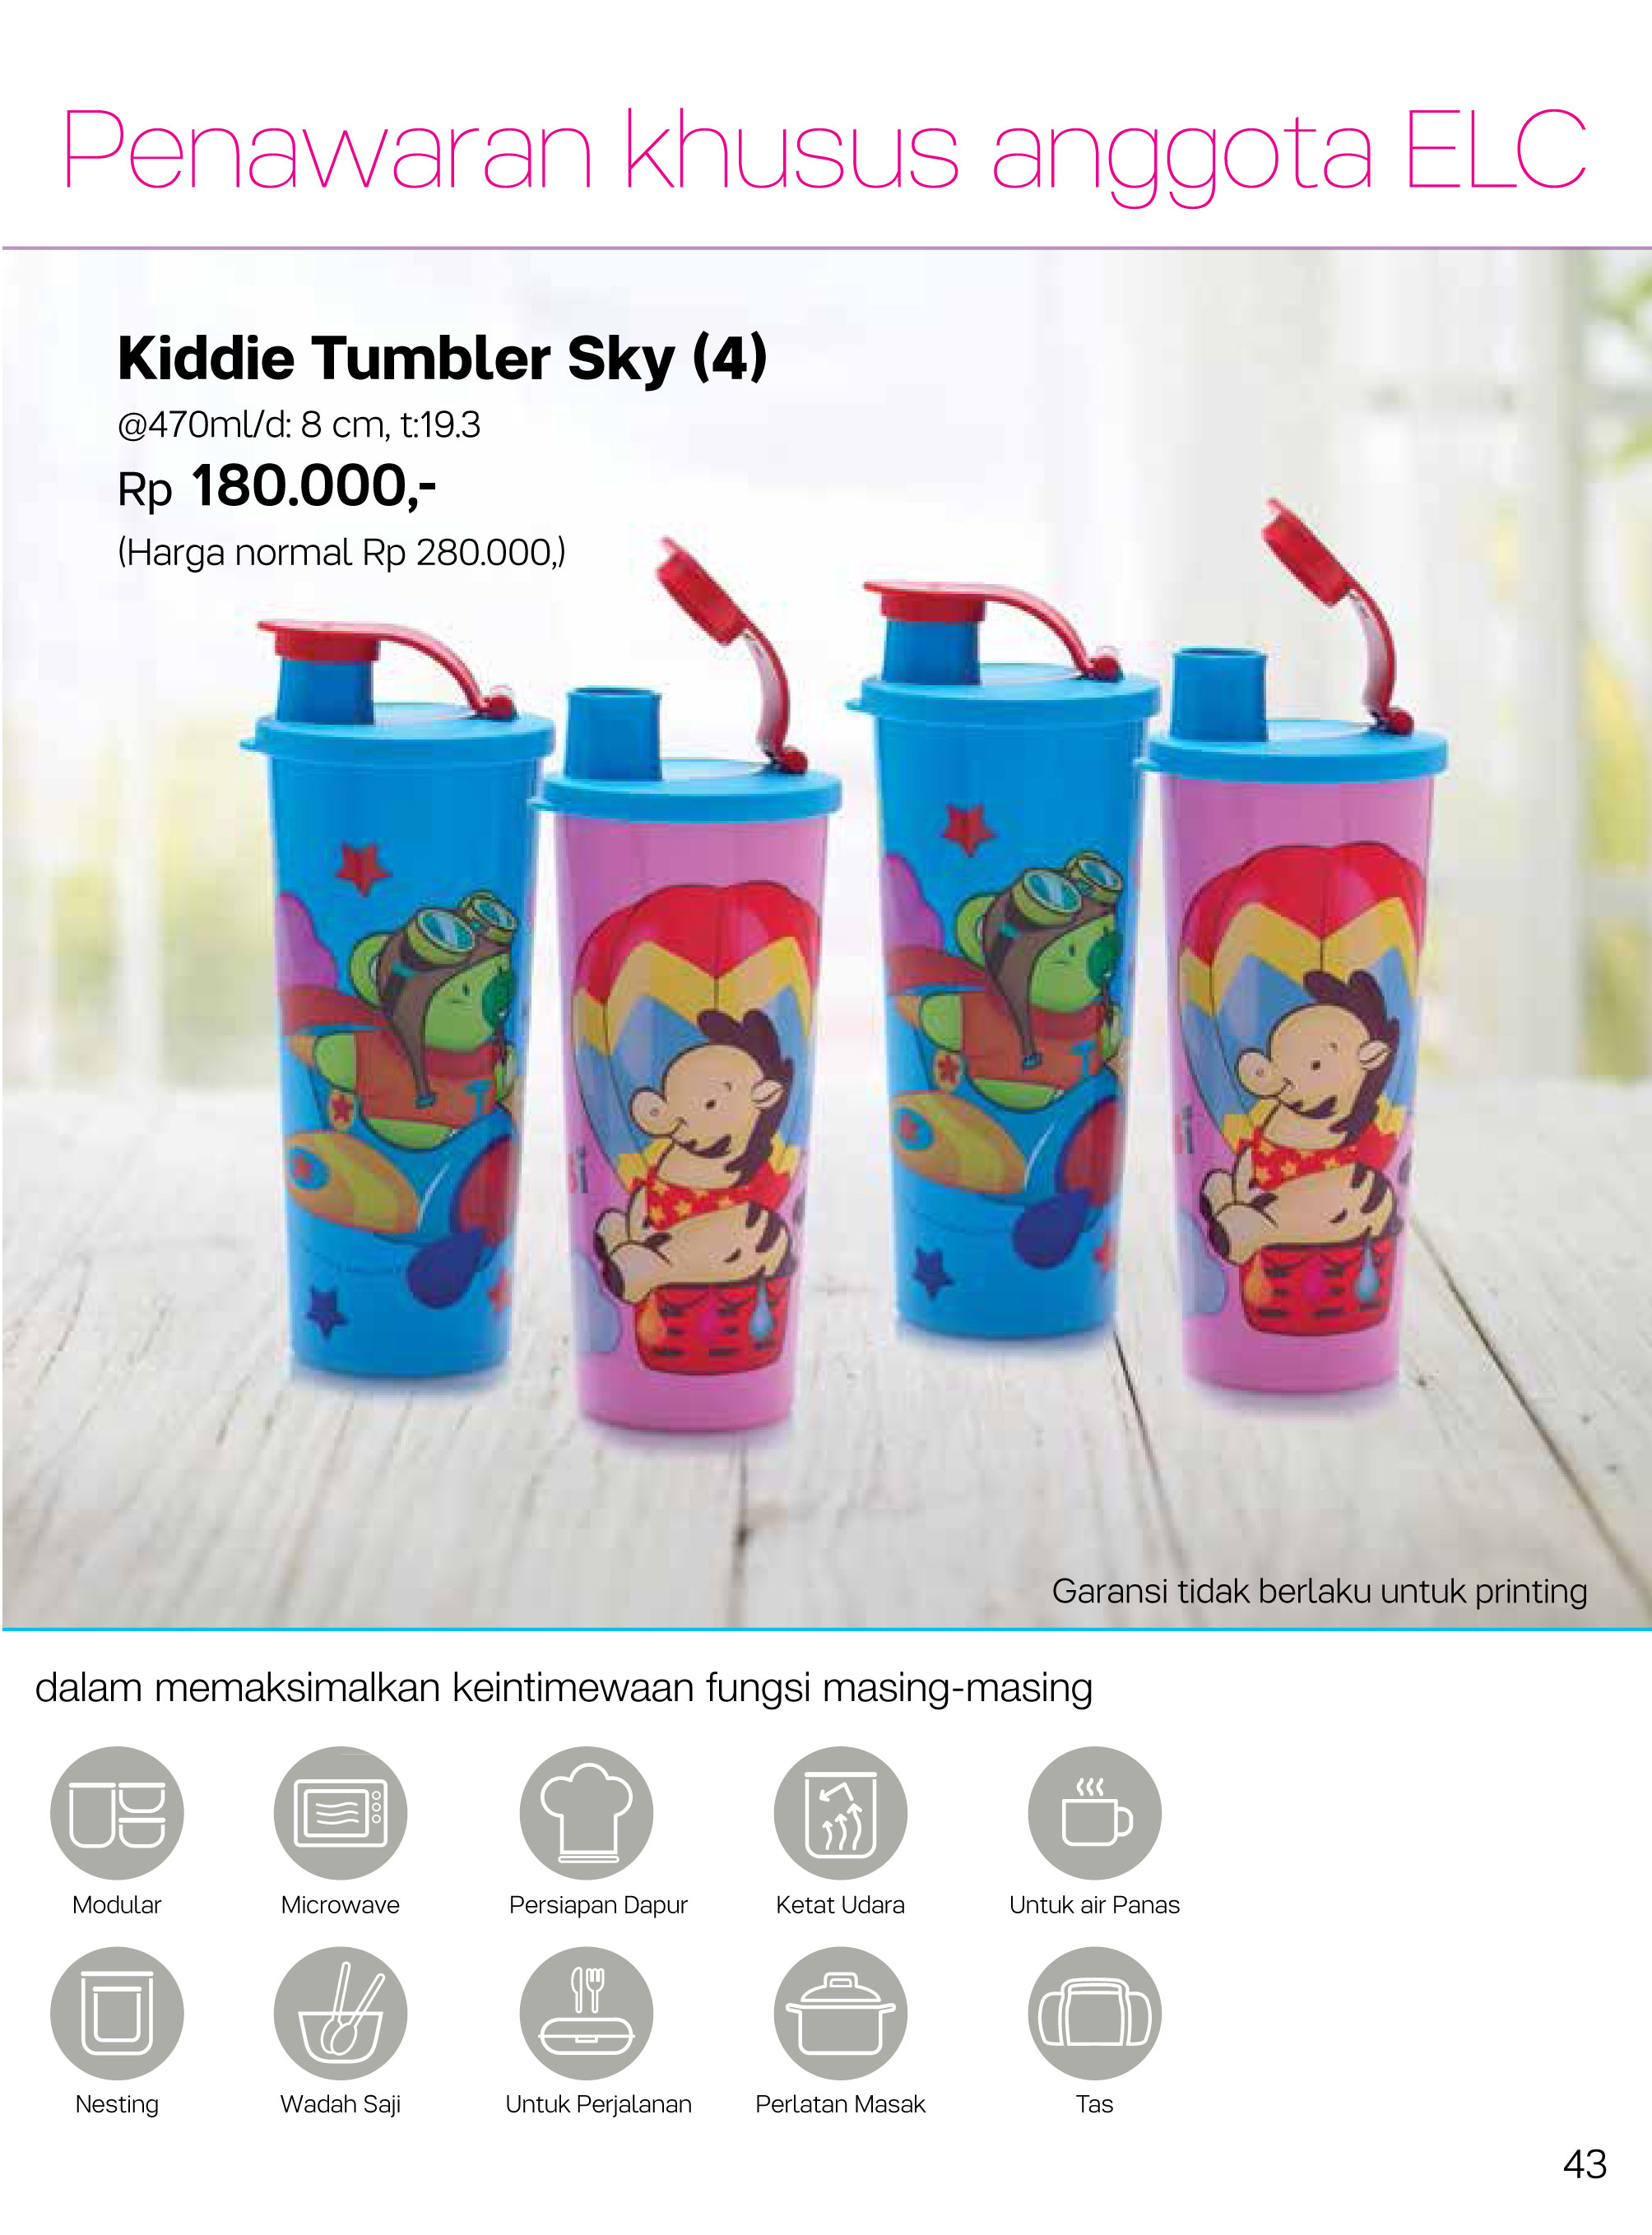 Penawaran khusus anggota ELC
Kiddie Tumbler Sky (4)
@470ml/d: 8 cm, t:19.3
Rp 180.000,-
(Harga normal Rp 280.000,)
T
T
Garansi tidak berlaku untuk printing
dalam memaksimalkan keintimewaan fungsi masing-masing
Modular
Microwave
Persiapan Dapur
Ketat Udara
Untuk air Panas
Nesting
Wadah Saji
Untuk Perjalanan
Perlatan Masak
Tas
43